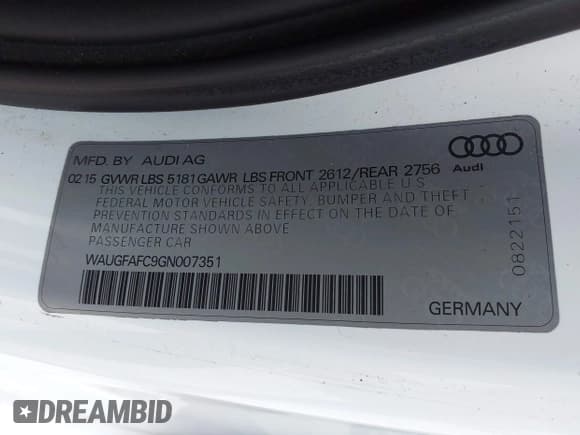 MFD. BY AUDI AG
Audi
02 15 GVWR LBS 5181 GAWR LBS FRONT 2612/REAR 2756
THIS VEHICLE CONFORMS TO ALL APPLICABLE U S
FEDERAL MOTOR VEHICLE SAFETY, BUMPER AND THEFT
PREVENTION STANDARDS IN EFFECT ON THE DATE OF
MANUFACTURE SHOWN ABOVE
PASSENGER CAR
WAUGFAFC9GN007351
0822151
GERMANY
DREAMBID